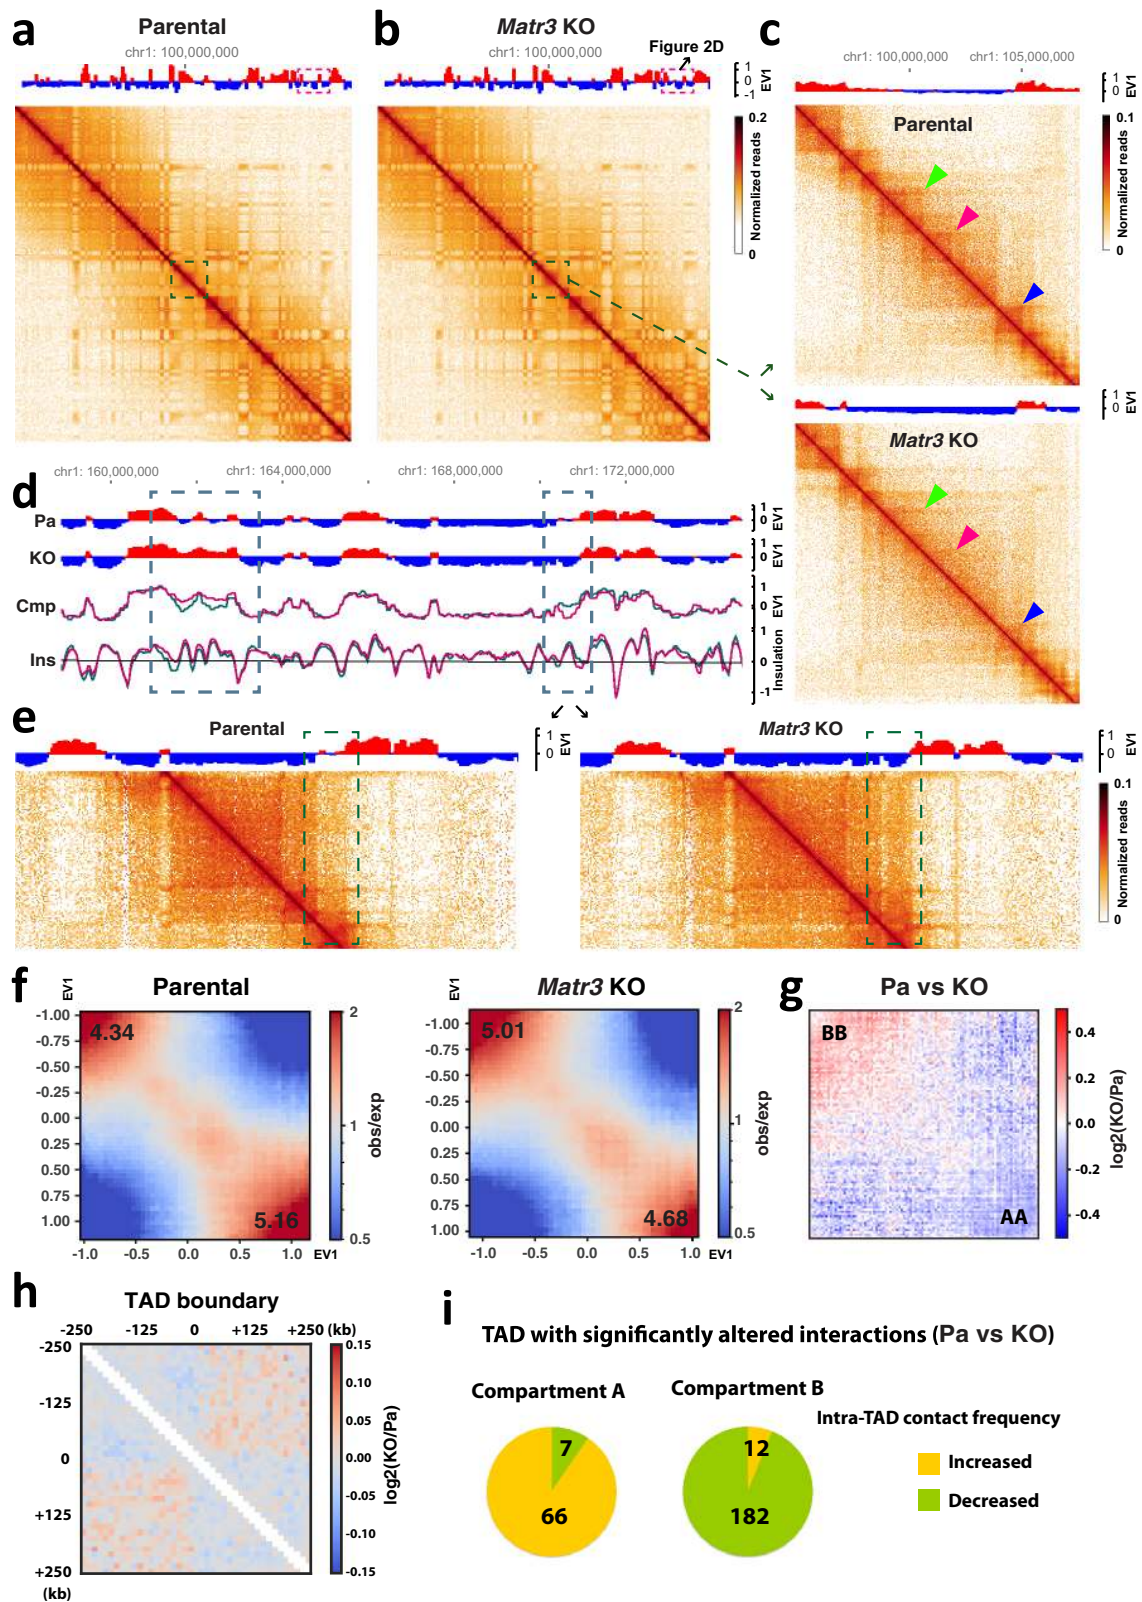 a
Parental
chr1: 100,000,000
b
Matr3 KO
chr1: 100,000,000
Figure 2D
1
0
-1
EV1
0.2
Normalized reads
0
c
chr1: 100,000,000
chr1: 105,000,000
1
0
EV1
Parental
0.1
Normalized reads
0
1
0
EV1
Matr3 KO
d
chr1: 160,000,000
chr1: 164,000,000
chr1: 168,000,000
chr1: 172,000,000
Pa
1
0
EV1
KO
1
0
EV1
Cmp
1
0
EV1
Ins
1
0
-1
Insulation
e
Parental
1
0
EV1
Matr3 KO
1
0
EV1
0.1
Normalized reads
0
f
EV1
Parental
-1.00
-0.75
-0.50
-0.25
0.00
0.25
0.50
0.75
1.00
4.34
5.16
-1.0
-0.5
0.0
0.5
1.0
EV1
2
1
0.5
obs/exp
EV1
Matr3 KO
-1.00
-0.75
-0.50
-0.25
0.00
0.25
0.50
0.75
1.00
5.01
4.68
-1.0
-0.5
0.0
0.5
1.0
EV1
2
1
0.5
obs/exp
g
Pa vs KO
BB
AA
0.4
0.2
0.0
-0.2
-0.4
log2(KO/Pa)
h
TAD boundary
-250
-125
0
+125
+250 (kb)
-250
-125
0
+125
+250
(kb)
0.15
0.10
0.05
0.00
-0.05
-0.10
-0.15
log2(KO/Pa)
i
TAD with significantly altered interactions (Pa vs KO)
Compartment A
Compartment B
7
66
12
182
Intra-TAD contact frequency
Increased
Decreased